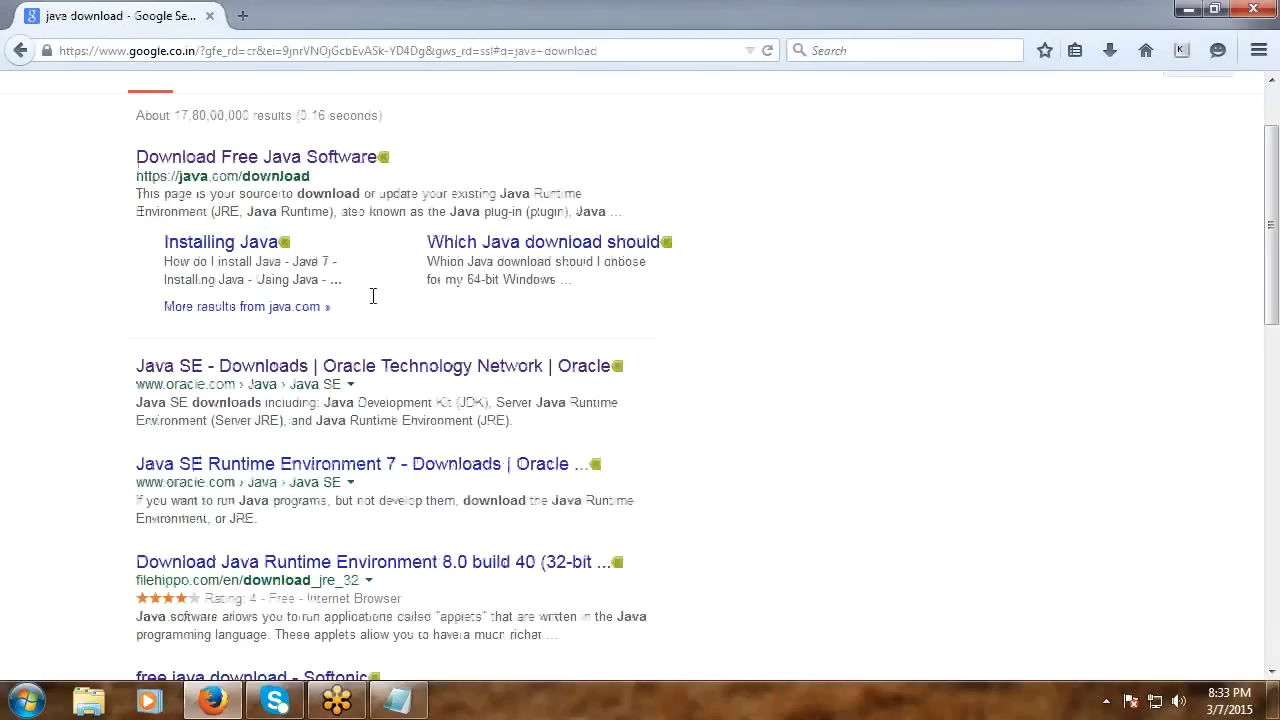 java download - Google Se...
https://www.google.co.in/?gfe_rd=cr&ei=9jnrVNOjGcbEvASk-YD4Dg&gws_rd=ssl#q=java+download
Search
About 17,80,00,000 results (0.16 seconds)
Download Free Java Software
https://java.com/download
This page is your source to download or update your existing Java Runtime
Environment (JRE, Java Runtime), also known as the Java plug-in (plugin), Java ...
Installing Java
How do I install Java - Java 7 -
Installing Java - Using Java - ...
Which Java download should
Which Java download should I choose
for my 64-bit Windows ...
More results from java.com »
Java SE - Downloads | Oracle Technology Network | Oracle
www.oracle.com › Java › Java SE
Java SE downloads including: Java Development Kit (JDK), Server Java Runtime
Environment (Server JRE), and Java Runtime Environment (JRE).
Java SE Runtime Environment 7 - Downloads | Oracle ...
www.oracle.com › Java › Java SE
If you want to run Java programs, but not develop them, download the Java Runtime
Environment, or JRE.
Download Java Runtime Environment 8.0 build 40 (32-bit ...
filehippo.com/en/download_jre_32
Rating: 4 - Free - Internet Browser
Java software allows you to run applications called "applets" that are written in the Java
programming language. These applets allow you to have a much richer ...
free java download - Softonic
8:33 PM
3/7/2015